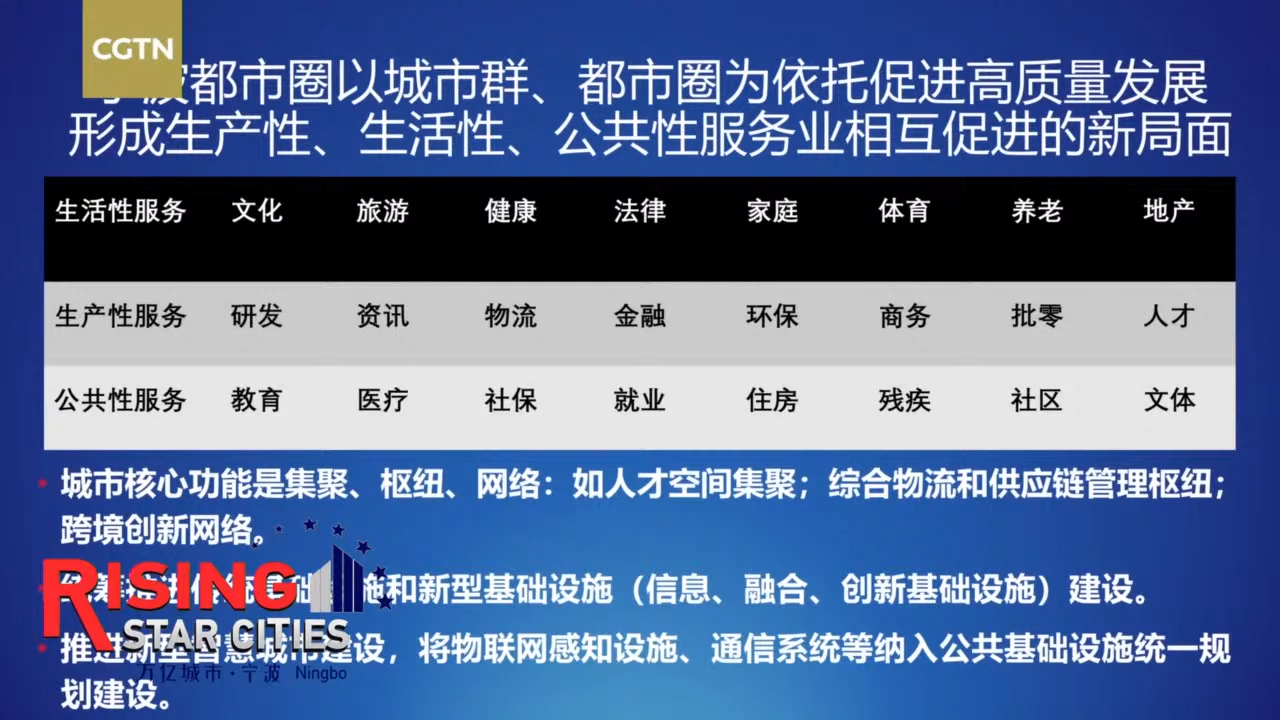 CGTN
波都市圈以城市群、都市圈为依托促进高质量发展
形成生产性、生活性、公共性服务业相互促进的新局面
生活性服务 文化 旅游 健康 法律 家庭 体育 养老 地产
生产性服务 研发 资讯 物流 金融 环保 商务 批零 人才
公共性服务 教育 医疗 社保 就业 住房 残疾 社区 文体
城市核心功能是集聚、枢纽、网络：如人才空间集聚；综合物流和供应链管理枢纽；
跨境创新网络。
施和新型基础设施（信息、融合、创新基础设施）建设。
推进新型智慧城市建设，将物联网感知设施、通信系统等纳入公共基础设施统一规
划建设。
RISING
STAR CITIES
万亿城市·宁波 Ningbo